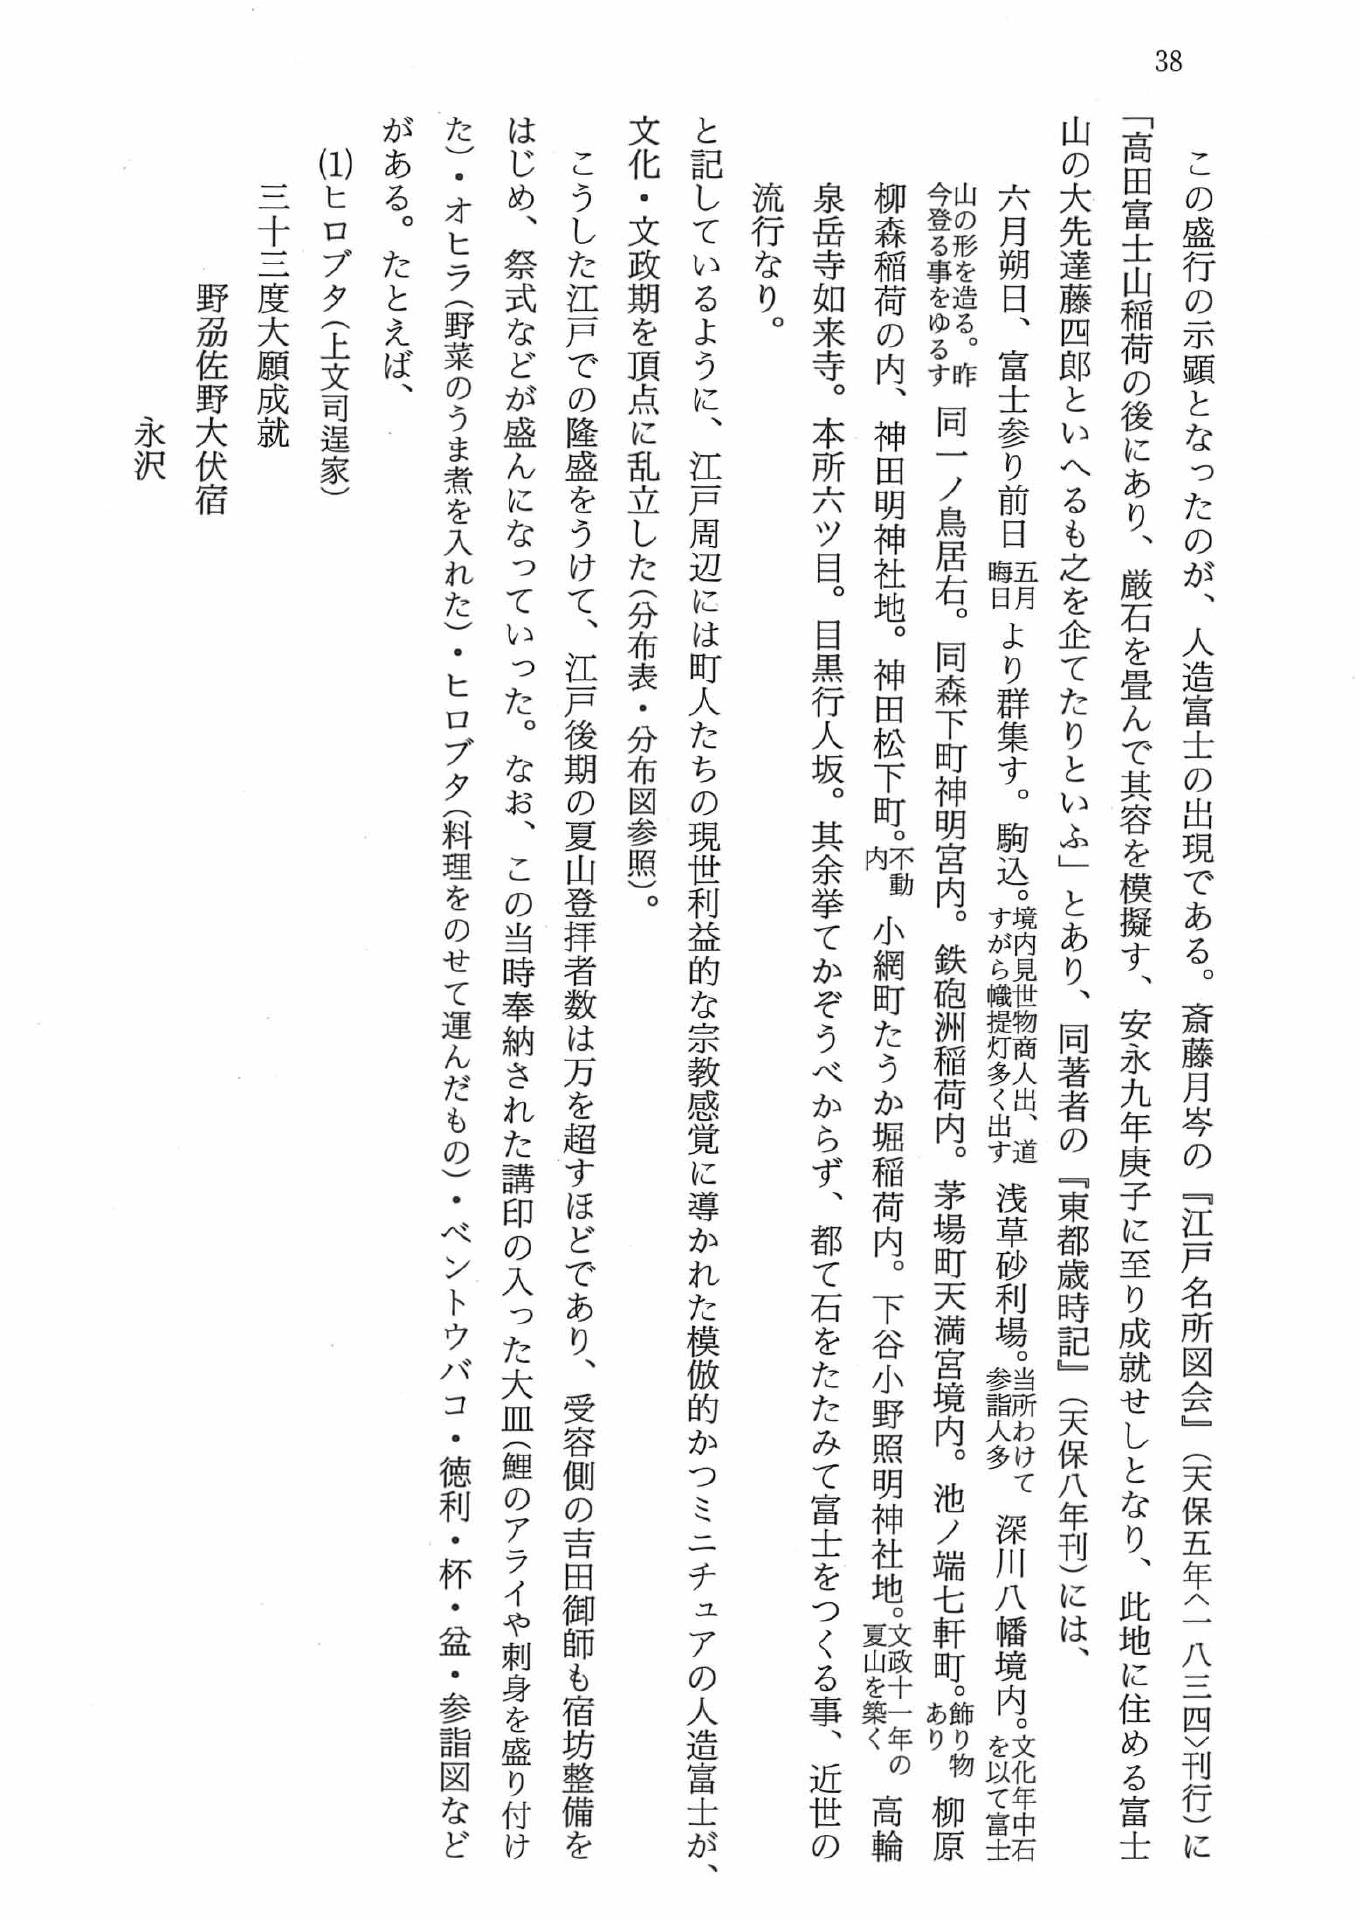 38
この盛行の示顕となったのが、人造富士の出現である。斎藤月岑の『江戸名所図会』（天保五年〈一八三四〉刊行）に
「高田富士山稲荷の後にあり、厳石を畳んで其容を模擬す、安永九年庚子に至り成就せしとなり、此地に住める富士
山の大先達藤四郎といへるも之を企てたりといふ」とあり、同著者の『東都歳時記』（天保八年刊）には、
六月朔日、富士参り前日五月晦日より群集す。駒込。境内見世物商人出、道すがら幟提灯多く出す 浅草砂利場。当所わけて参詣人多 深川八幡境内。文化年中石を以て富士
山の形を造る。昨今登る事をゆるす 同一ノ鳥居右。同森下町神明宮内。鉄砲洲稲荷内。茅場町天満宮境内。池ノ端七軒町。飾り物あり 柳原
柳森稲荷の内、神田明神社地。神田松下町。不動内 小網町たうか堀稲荷内。下谷小野照明神社地。文政十一年の夏山を築く 高輪
泉岳寺如来寺。本所六ツ目。目黒行人坂。其余挙てかぞうべからず、都て石をたたみて富士をつくる事、近世の
流行なり。
と記しているように、江戸周辺には町人たちの現世利益的な宗教感覚に導かれた模倣的かつミニチュアの人造富士が、
文化・文政期を頂点に乱立した（分布表・分布図参照）。
こうした江戸での隆盛をうけて、江戸後期の夏山登拝者数は万を超すほどであり、受容側の吉田御師も宿坊整備を
はじめ、祭式などが盛んになっていった。なお、この当時奉納された講印の入った大皿（鯉のアライや刺身を盛り付け
た）・オヒラ（野菜のうま煮を入れた）・ヒロブタ（料理をのせて運んだもの）・ベントウバコ・徳利・杯・盆・参詣図など
がある。たとえば、
(1)ヒロブタ（上文司逞家）
三十三度大願成就
野刕佐野大伏宿
永沢